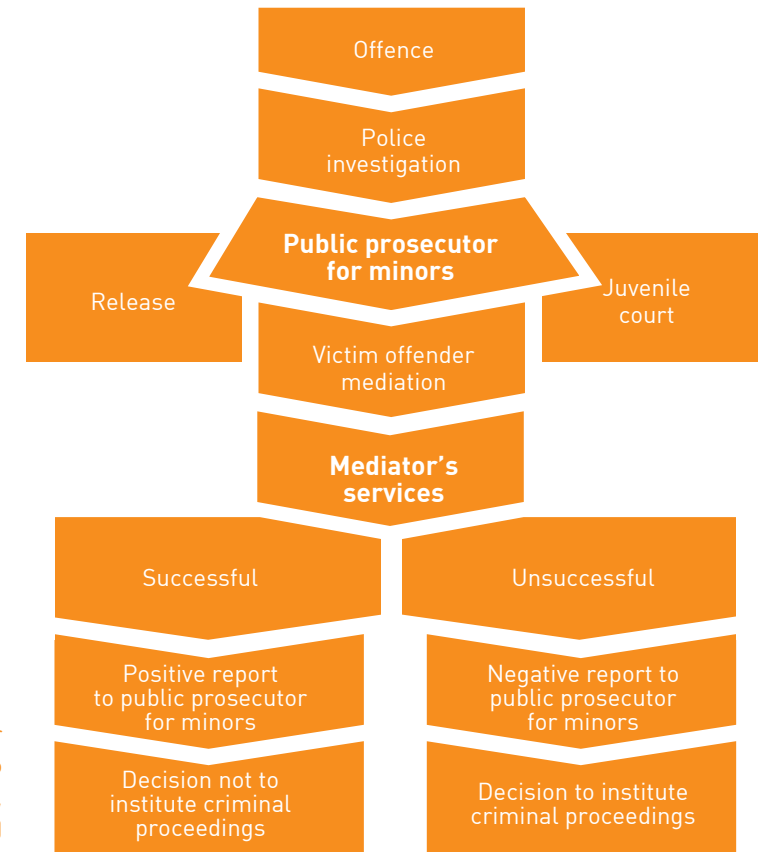 Offence
Police
investigation
Public prosecutor
for minors
Release
Juvenile
court
Victim offender
mediation
Mediator’s
services
Successful
Unsuccessful
Positive report
to public prosecutor
for minors
Negative report to
public prosecutor
for minors
Decision not to
institute criminal
proceedings
Decision to institute
criminal proceedings